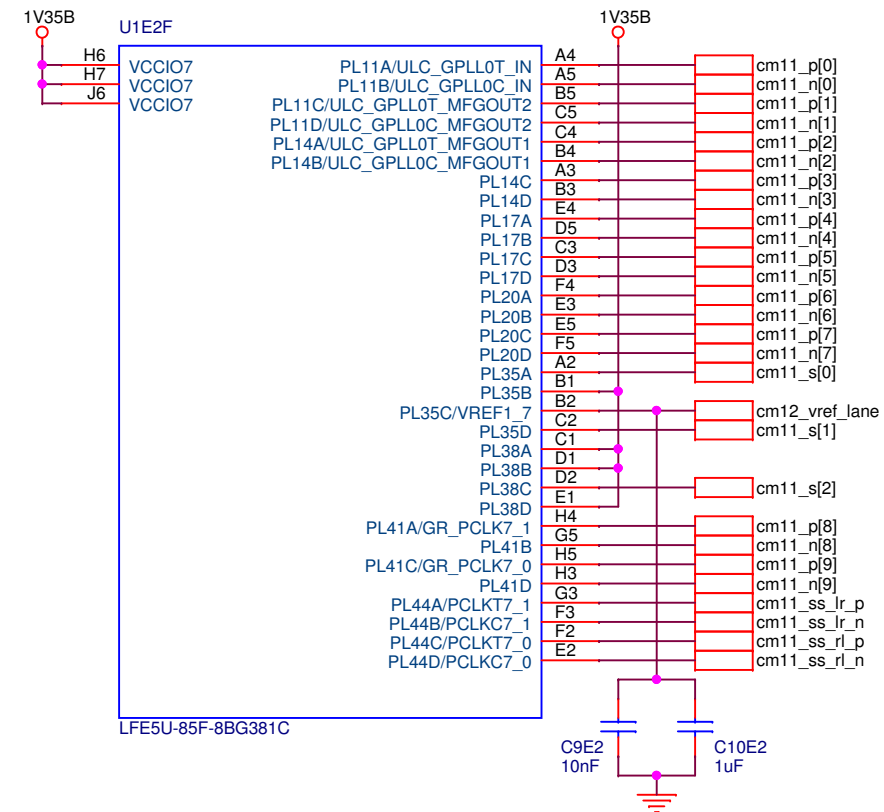 1V35B
1V35B
U1E2F
H6 VCCIO7
H7 VCCIO7
J6 VCCIO7
PL11A/ULC_GPLL0T_IN A4 cm11_p[0]
PL11B/ULC_GPLL0C_IN A5 cm11_n[0]
PL11C/ULC_GPLL0T_MFGOUT2 B5 cm11_p[1]
PL11D/ULC_GPLL0C_MFGOUT2 C5 cm11_n[1]
PL14A/ULC_GPLL0T_MFGOUT1 C4 cm11_p[2]
PL14B/ULC_GPLL0C_MFGOUT1 B4 cm11_n[2]
PL14C A3 cm11_p[3]
PL14D B3 cm11_n[3]
PL17A E4 cm11_p[4]
PL17B D5 cm11_n[4]
PL17C C3 cm11_p[5]
PL17D D3 cm11_n[5]
PL20A F4 cm11_p[6]
PL20B E3 cm11_n[6]
PL20C E5 cm11_p[7]
PL20D F5 cm11_n[7]
PL35A A2 cm11_s[0]
PL35B B1
PL35C/VREF1_7 B2 cm12_vref_lane
PL35D C2 cm11_s[1]
PL38A C1
PL38B D1
PL38C D2 cm11_s[2]
PL38D E1
PL41A/GR_PCLK7_1 H4 cm11_p[8]
PL41B G5 cm11_n[8]
PL41C/GR_PCLK7_0 H5 cm11_p[9]
PL41D H3 cm11_n[9]
PL44A/PCLKT7_1 G3 cm11_ss_lr_p
PL44B/PCLKC7_1 F3 cm11_ss_lr_n
PL44C/PCLKT7_0 F2 cm11_ss_rl_p
PL44D/PCLKC7_0 E2 cm11_ss_rl_n
LFE5U-85F-8BG381C
C9E2
10nF
C10E2
1uF